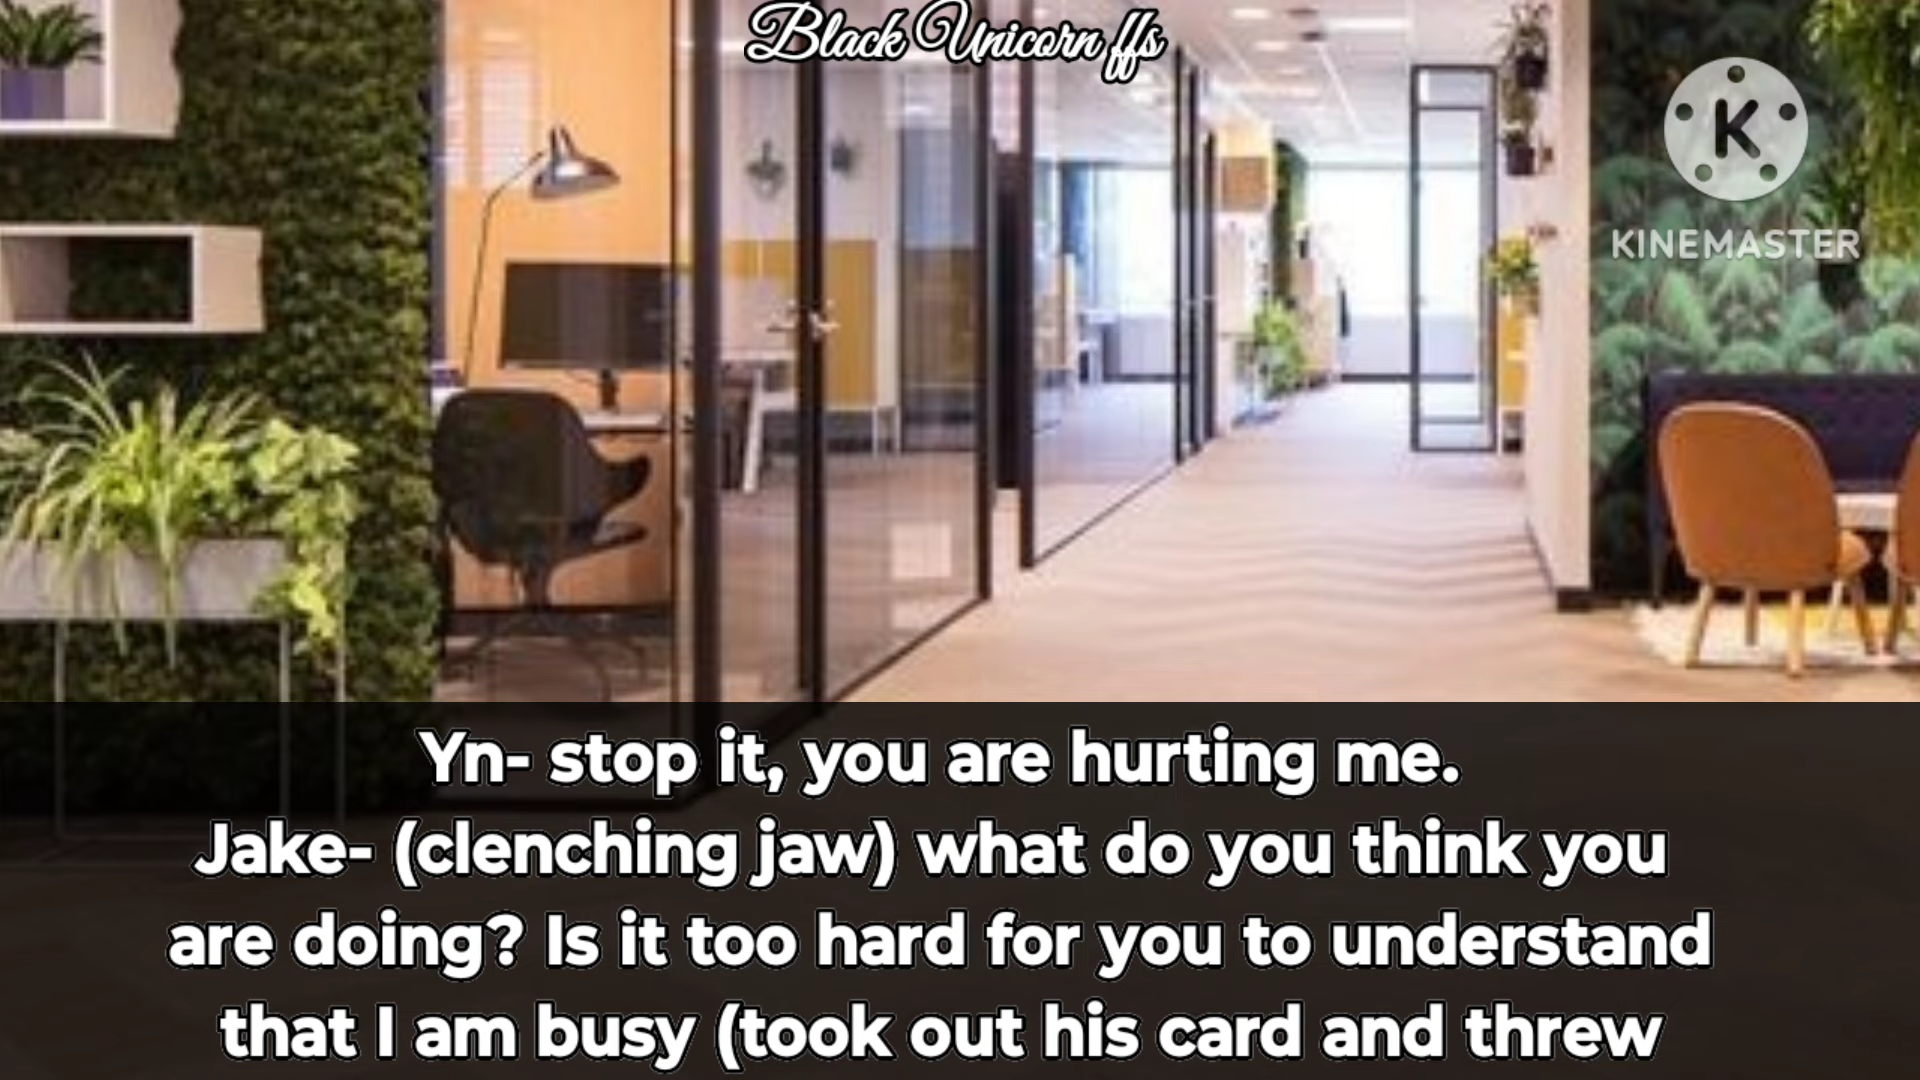 Black Unicorn ffs
K
KINEMASTER
Yn- stop it, you are hurting me.
Jake- (clenching jaw) what do you think you
are doing? Is it too hard for you to understand
that I am busy (took out his card and threw